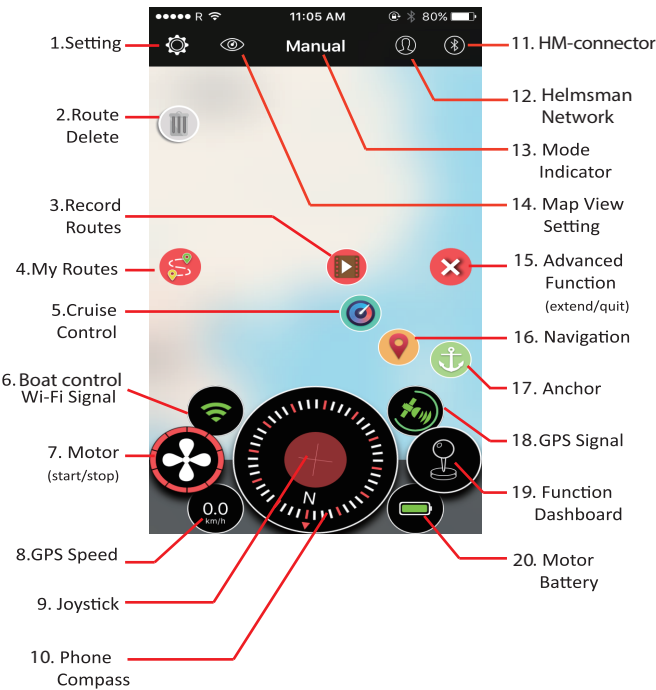 R 11:05 AM 80%
Manual
1.Setting
2.Route
Delete
3.Record
Routes
4.My Routes
5.Cruise
Control
6.Boat control
Wi-Fi Signal
7. Motor
(start/stop)
8.GPS Speed
9. Joystick
10. Phone
Compass
0.0
km/h
N
11. HM-connector
12. Helmsman
Network
13. Mode
Indicator
14. Map View
Setting
15. Advanced
Function
(extend/quit)
16. Navigation
17. Anchor
18.GPS Signal
19. Function
Dashboard
20. Motor
Battery